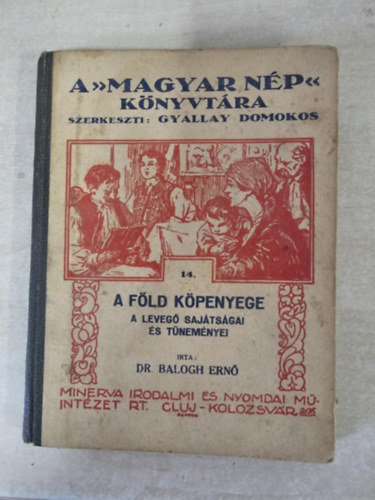 A »MAGYAR NÉP«
KÖNYVTÁRA
SZERKESZTI: GYALLAY DOMOKOS
14.
A FÖLD KÖPENYEGE
A LEVEGŐ SAJÁTSÁGAI
ÉS TÜNEMÉNYEI
IRTA:
DR. BALOGH ERNŐ
MINERVA IRODALMI ÉS NYOMDAI MŰ-
INTÉZET RT. CLUJ-KOLOZSVÁR